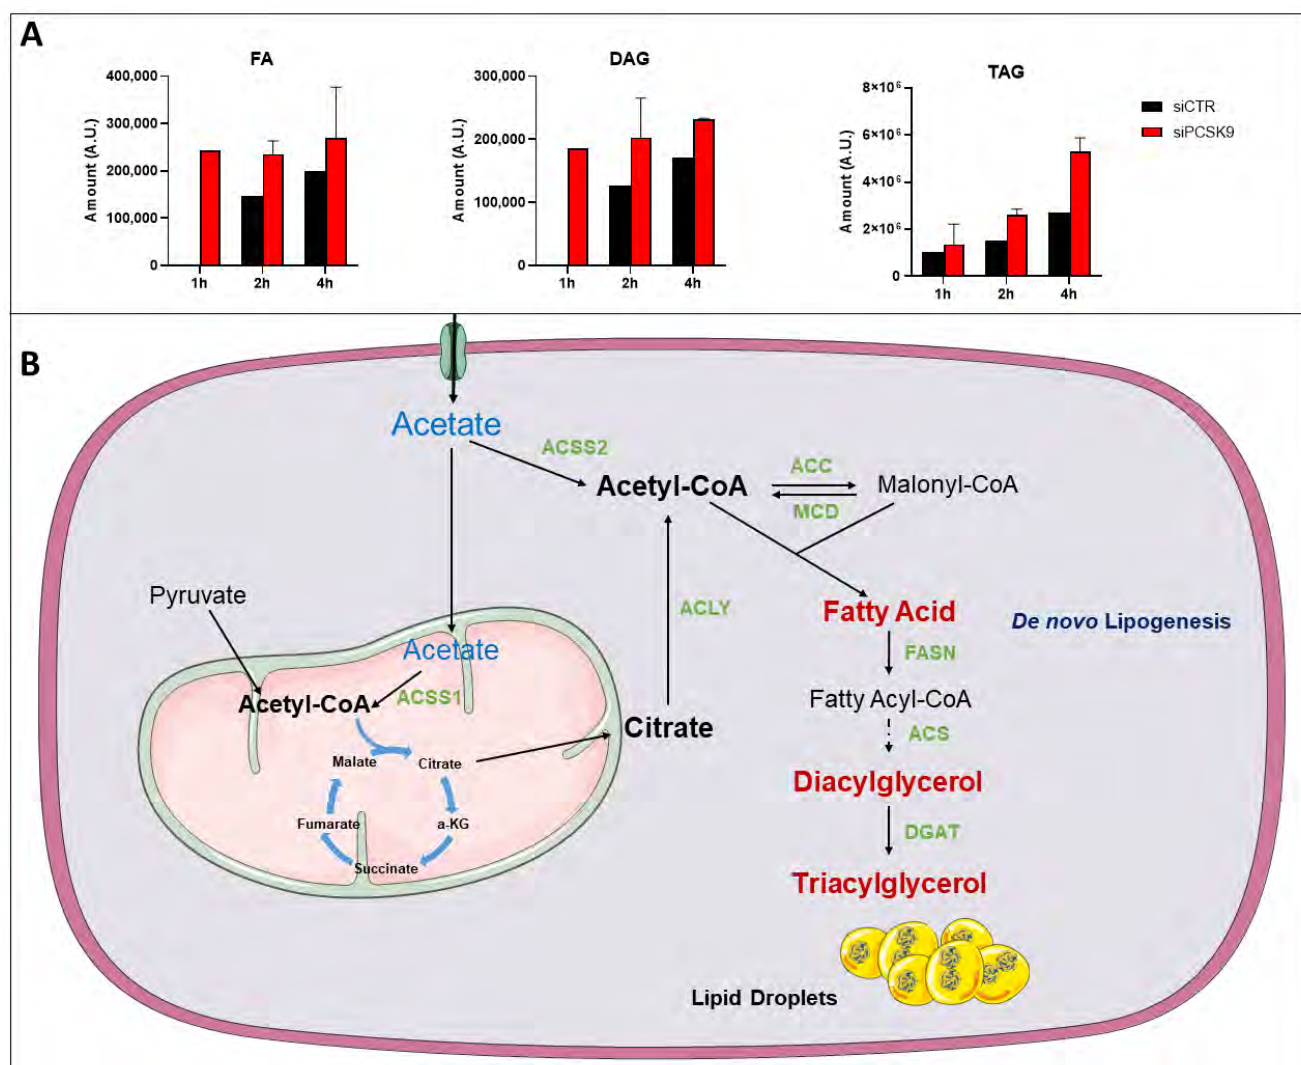 A
FA
Amount (A.U.)
400,000
300,000
200,000
100,000
0
1h 2h 4h
DAG
Amount (A.U.)
300,000
200,000
100,000
0
1h 2h 4h
TAG
Amount (A.U.)
8×10⁶
6×10⁶
4×10⁶
2×10⁶
0
1h 2h 4h
siCTR
siPCSK9
B
Acetate
ACSS2
Acetyl-CoA
ACC
MCD
Malonyl-CoA
Pyruvate
Acetate
ACSS1
Acetyl-CoA
Malate
Citrate
Fumarate
a-KG
Succinate
Citrate
ACLY
Fatty Acid
De novo Lipogenesis
FASN
Fatty Acyl-CoA
ACS
Diacylglycerol
DGAT
Triacylglycerol
Lipid Droplets